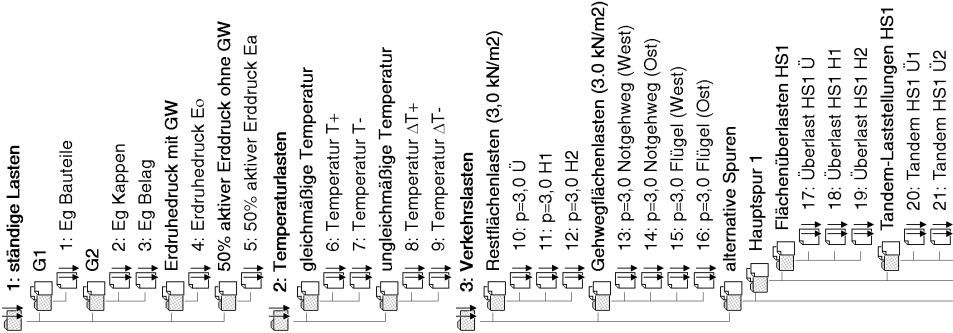 1: ständige Lasten
G1
1: Eg Bauteile
G2
2: Eg Kappen
3: Eg Belag
Erdruhedruck mit GW
4: Erdruhedruck Eo
50% aktiver Erddruck ohne GW
5: 50% aktiver Erddruck Ea
2: Temperaturlasten
gleichmäßige Temperatur
6: Temperatur T+
7: Temperatur T-
ungleichmäßige Temperatur
8: Temperatur ΔT+
9: Temperatur ΔT-
3: Verkehrslasten
Restflächenlasten (3,0 kN/m2)
10: p=3,0 Ü
11: p=3,0 H1
12: p=3,0 H2
Gehwegflächenlasten (3.0 kN/m2)
13: p=3,0 Notgehweg (West)
14: p=3,0 Notgehweg (Ost)
15: p=3,0 Flügel (West)
16: p=3,0 Flügel (Ost)
alternative Spuren
Hauptspur 1
Flächenüberlasten HS1
17: Überlast HS1 Ü
18: Überlast HS1 H1
19: Überlast HS1 H2
Tandem-Laststellungen HS1
20: Tandem HS1 Ü1
21: Tandem HS1 Ü2